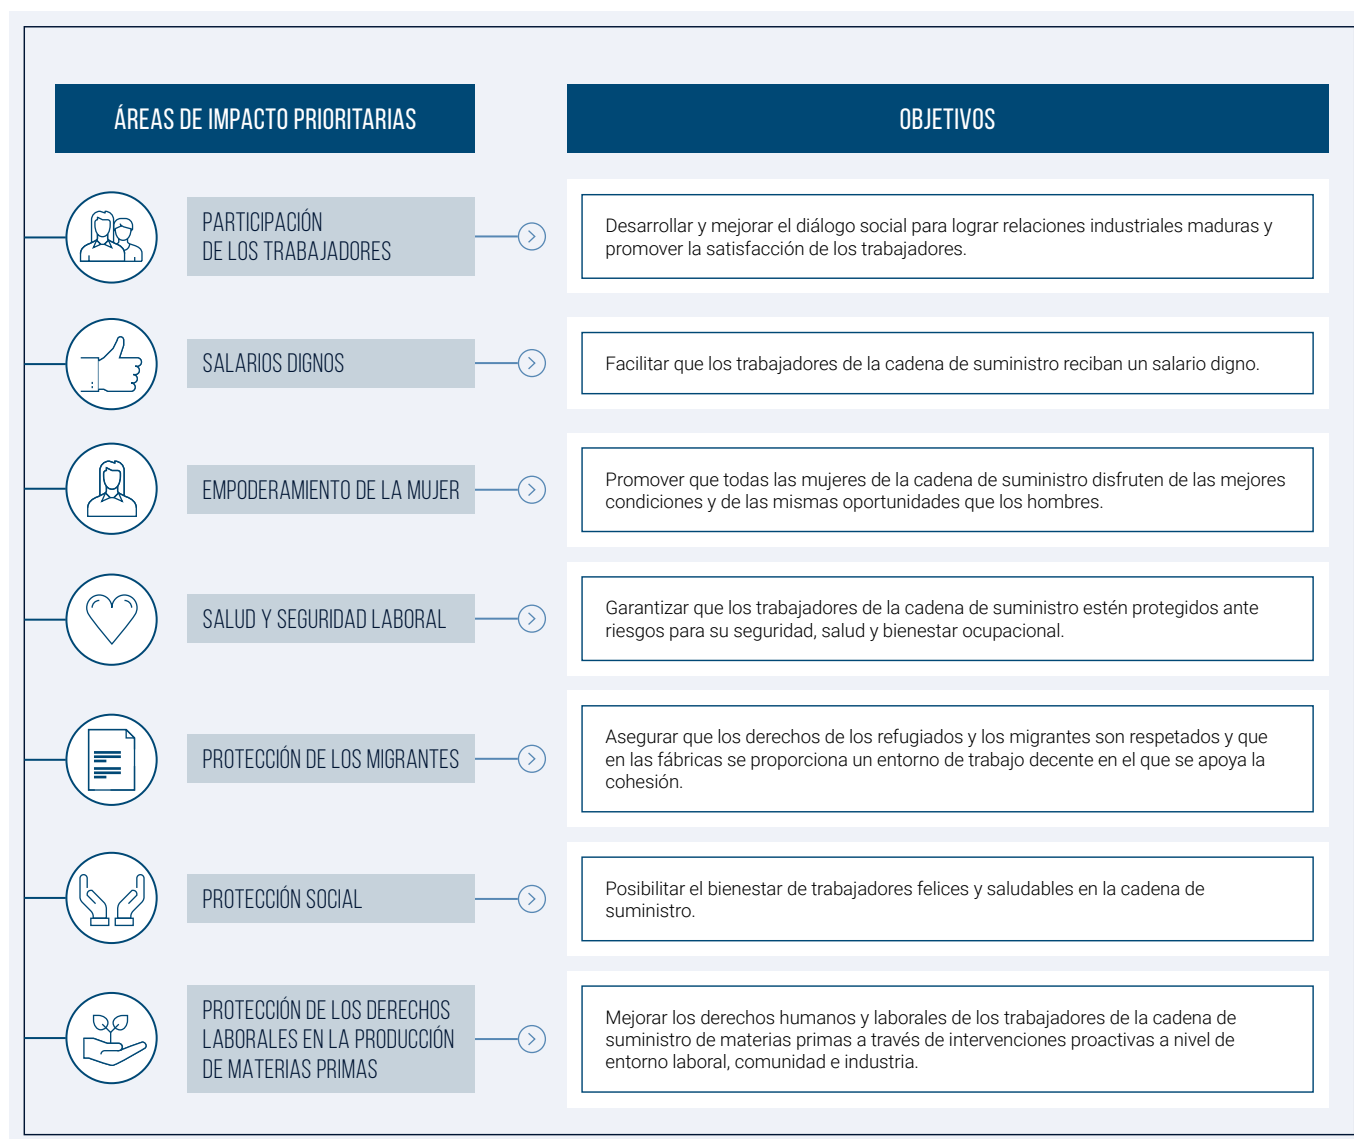 ÁREAS DE IMPACTO PRIORITARIAS
OBJETIVOS
PARTICIPACIÓN
DE LOS TRABAJADORES
Desarrollar y mejorar el diálogo social para lograr relaciones industriales maduras y
promover la satisfacción de los trabajadores.
SALARIOS DIGNOS
Facilitar que los trabajadores de la cadena de suministro reciban un salario digno.
EMPODERAMIENTO DE LA MUJER
Promover que todas las mujeres de la cadena de suministro disfruten de las mejores
condiciones y de las mismas oportunidades que los hombres.
SALUD Y SEGURIDAD LABORAL
Garantizar que los trabajadores de la cadena de suministro estén protegidos ante
riesgos para su seguridad, salud y bienestar ocupacional.
PROTECCIÓN DE LOS MIGRANTES
Asegurar que los derechos de los refugiados y los migrantes son respetados y que
en las fábricas se proporciona un entorno de trabajo decente en el que se apoya la
cohesión.
PROTECCIÓN SOCIAL
Posibilitar el bienestar de trabajadores felices y saludables en la cadena de
suministro.
PROTECCIÓN DE LOS DERECHOS
LABORALES EN LA PRODUCCIÓN
DE MATERIAS PRIMAS
Mejorar los derechos humanos y laborales de los trabajadores de la cadena de
suministro de materias primas a través de intervenciones proactivas a nivel de
entorno laboral, comunidad e industria.